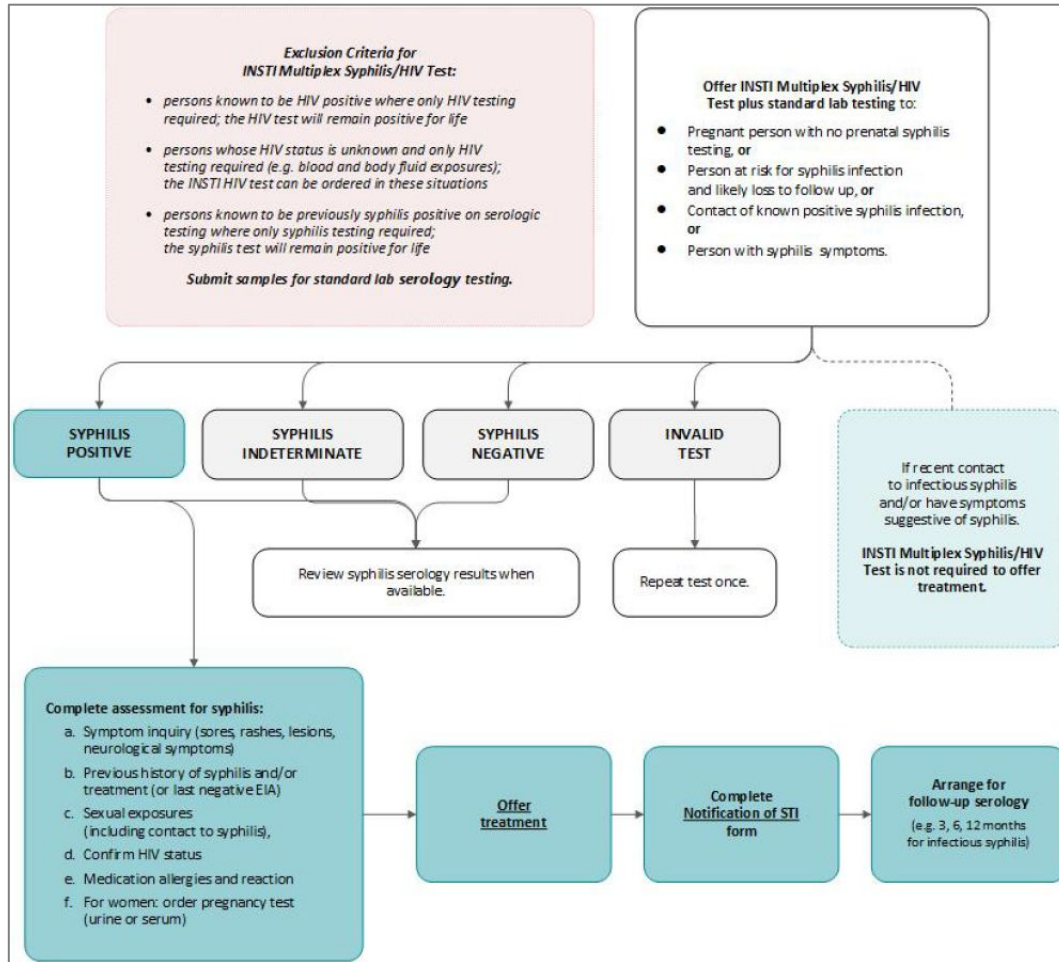 Exclusion Criteria for
INSTI Multiplex Syphilis/HIV Test:
• persons known to be HIV positive where only HIV testing
required; the HIV test will remain positive for life
• persons whose HIV status is unknown and only HIV
testing required (e.g. blood and body fluid exposures);
the INSTI HIV test can be ordered in these situations
• persons known to be previously syphilis positive on serologic
testing where only syphilis testing required;
the syphilis test will remain positive for life
Submit samples for standard lab serology testing.
Offer INSTI Multiplex Syphilis/HIV
Test plus standard lab testing to:
• Pregnant person with no prenatal syphilis
testing, or
• Person at risk for syphilis infection
and likely loss to follow up, or
• Contact of known positive syphilis infection,
or
• Person with syphilis symptoms.
SYPHILIS
POSITIVE
SYPHILIS
INDETERMINATE
SYPHILIS
NEGATIVE
INVALID
TEST
If recent contact
to infectious syphilis
and/or have symptoms
suggestive of syphilis.
INSTI Multiplex Syphilis/HIV
Test is not required to offer
treatment.
Review syphilis serology results when
available.
Repeat test once.
Complete assessment for syphilis:
a. Symptom inquiry (sores, rashes, lesions,
neurological symptoms)
b. Previous history of syphilis and/or
treatment (or last negative EIA)
c. Sexual exposures
(including contact to syphilis),
d. Confirm HIV status
e. Medication allergies and reaction
f. For women: order pregnancy test
(urine or serum)
Offer
treatment
Complete
Notification of STI
form
Arrange for
follow-up serology
(e.g. 3, 6, 12 months
for infectious syphilis)